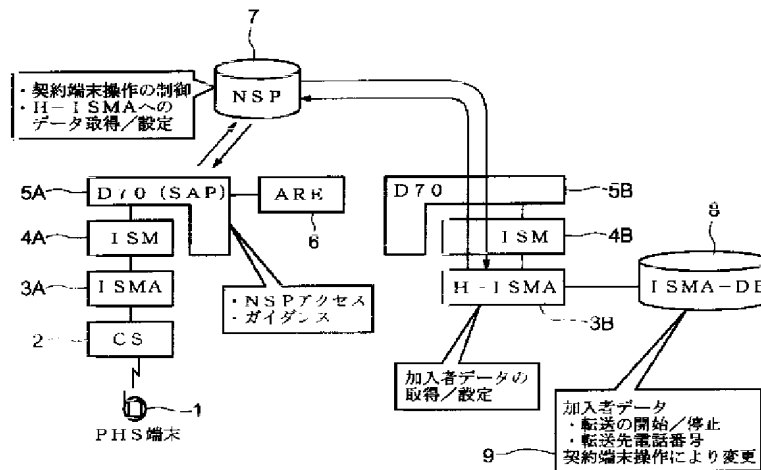 7
・契約端末操作の制御
・H-ISMAへの
データ取得/設定
NSP
5A
D70 (SAP)
ARE
6
D70
5B
4A
ISM
ISM
4B
8
3A
ISMA
・NSPアクセス
・ガイダンス
H-ISMA
3B
ISMA-DB
2
CS
加入者データの
取得/設定
1
PHS端末
加入者データ
・転送の開始/停止
・転送先電話番号
契約端末操作により変更
9